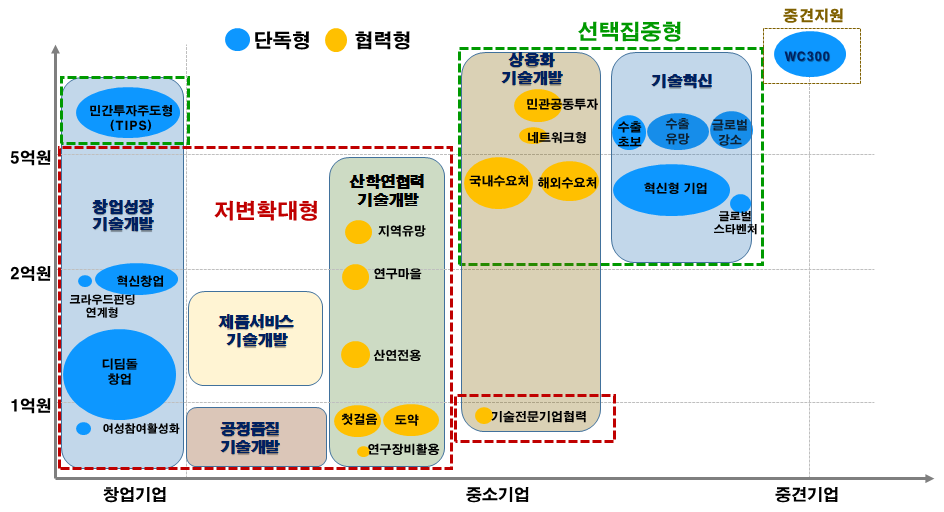 중견지원
단독형
협력형
선택집중형
WC300
상용화
기술개발
기술혁신
민간투자주도형
(TIPS)
민관공동투자
네트워크형
수출
초보
수출
유망
글로벌
강소
5억원
국내수요처
해외수요처
혁신형 기업
글로벌
스타벤처
창업성장
기술개발
저변확대형
산학연협력
기술개발
지역유망
2억원
혁신창업
연구마을
크라우드펀딩
연계형
제품서비스
기술개발
산연전용
디딤돌
창업
1억원
여성참여활성화
공정품질
기술개발
첫걸음
도약
연구장비활용
기술전문기업협력
창업기업
중소기업
중견기업